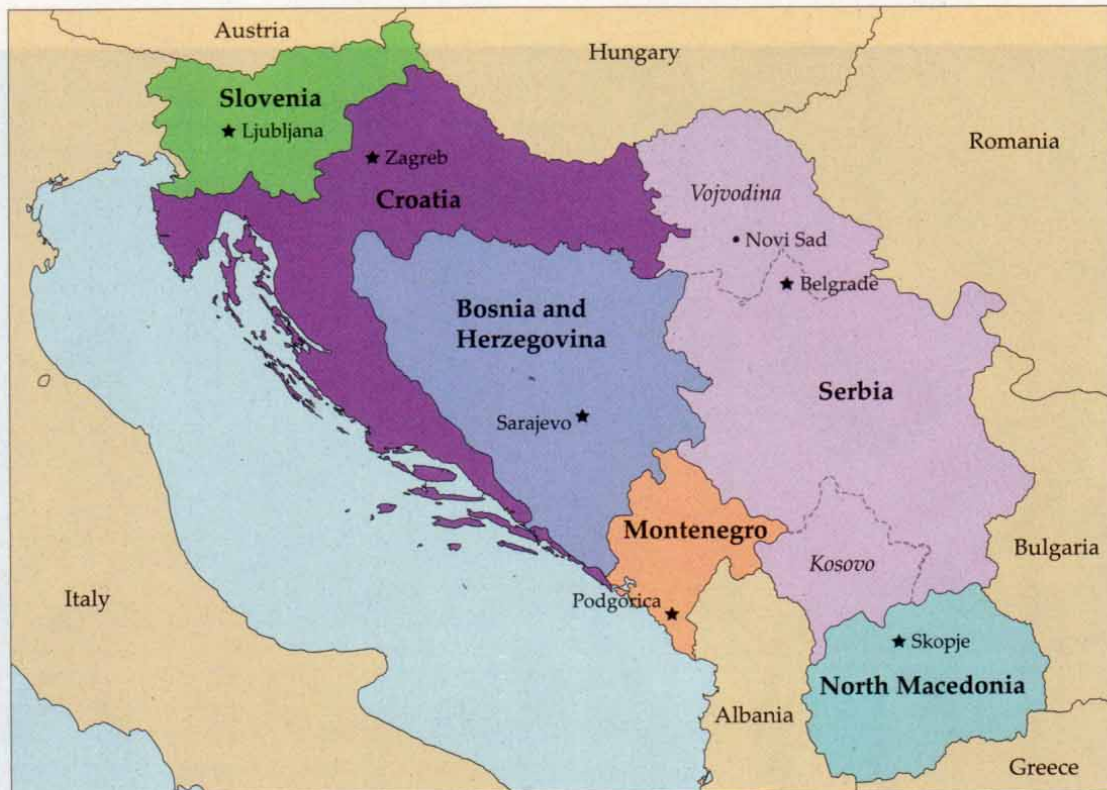 Austria
Hungary
Slovenia
Ljubljana
Romania
Zagreb
Croatia
Vojvodina
Novi Sad
Belgrade
Bosnia and
Herzegovina
Serbia
Sarajevo
Montenegro
Kosovo
Bulgaria
Italy
Podgorica
Skopje
North Macedonia
Albania
Greece